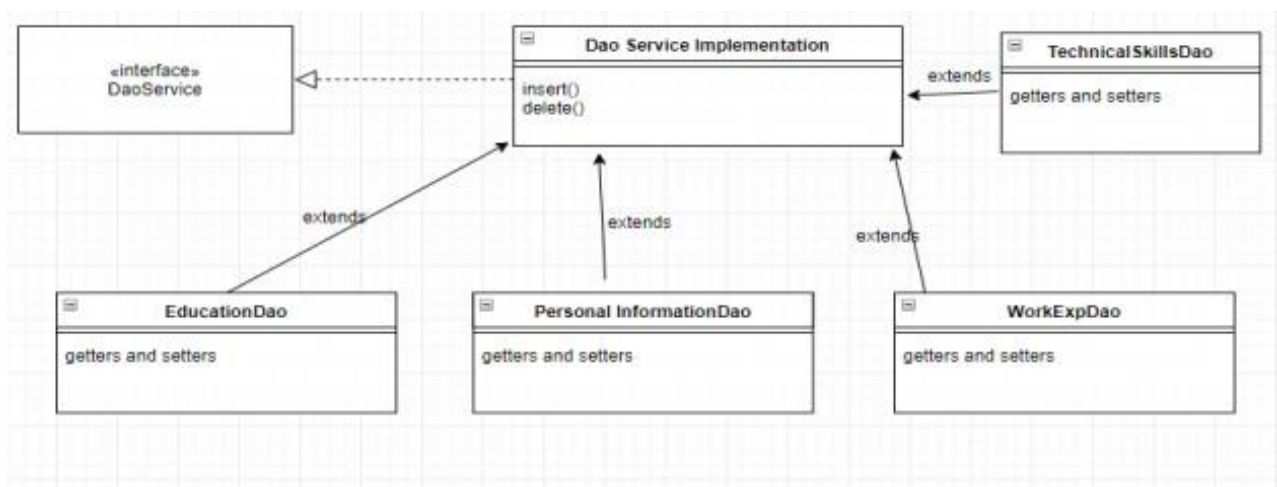 «interface»
DaoService
Dao Service Implementation
insert()
delete()
TechnicalSkillsDao
getters and setters
extends
extends
extends
extends
EducationDao
getters and setters
Personal InformationDao
getters and setters
WorkExpDao
getters and setters